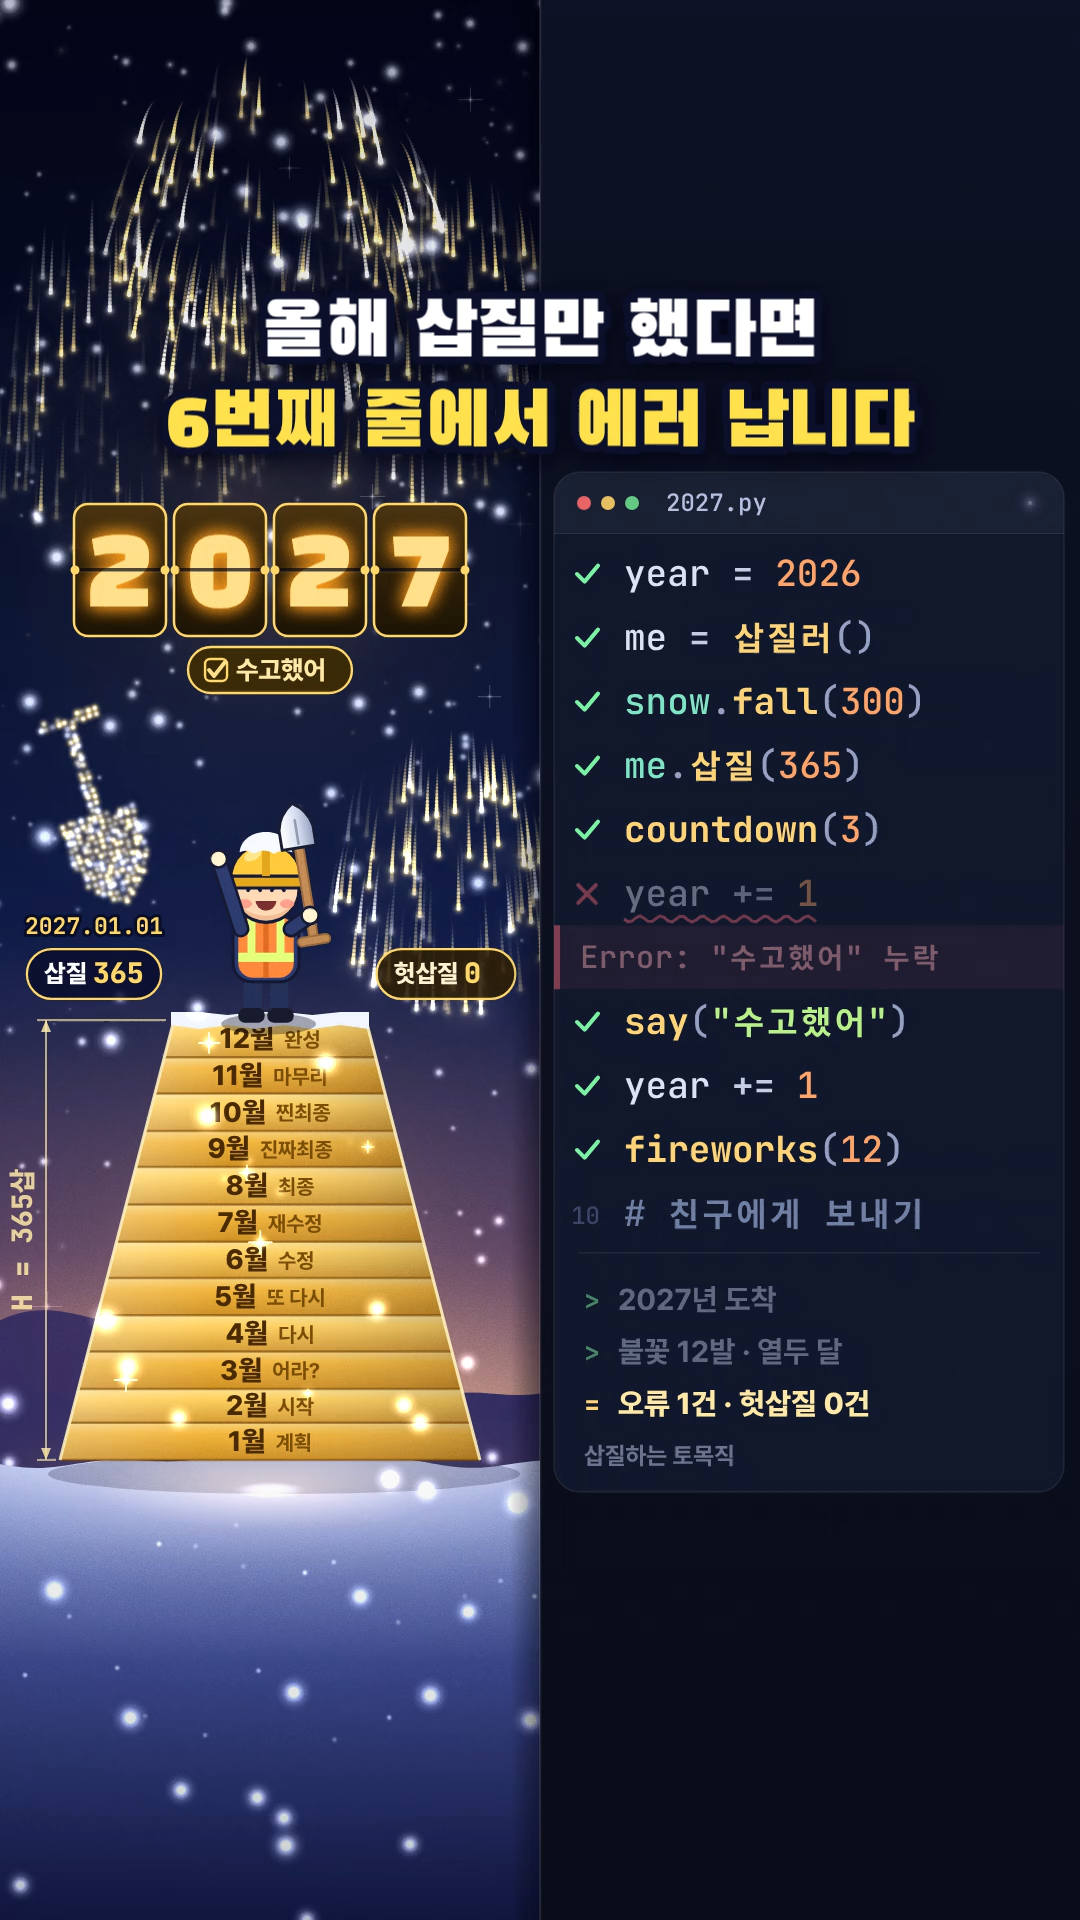 올해 삽질만 했다면
6번째 줄에서 에러 납니다
2027
수고했어
2027.01.01
삽질 365
헛삽질 0
H = 365삽
12월 완성
11월 마무리
10월 찐최종
9월 진짜최종
8월 최종
7월 재수정
6월 수정
5월 또 다시
4월 다시
3월 어라?
2월 시작
1월 계획
2027.py
year = 2026
me = 삽질러()
snow.fall(300)
me.삽질(365)
countdown(3)
year += 1
Error: "수고했어" 누락
say("수고했어")
year += 1
fireworks(12)
10 # 친구에게 보내기
> 2027년 도착
> 불꽃 12발 · 열두 달
= 오류 1건 · 헛삽질 0건
삽질하는 토목직